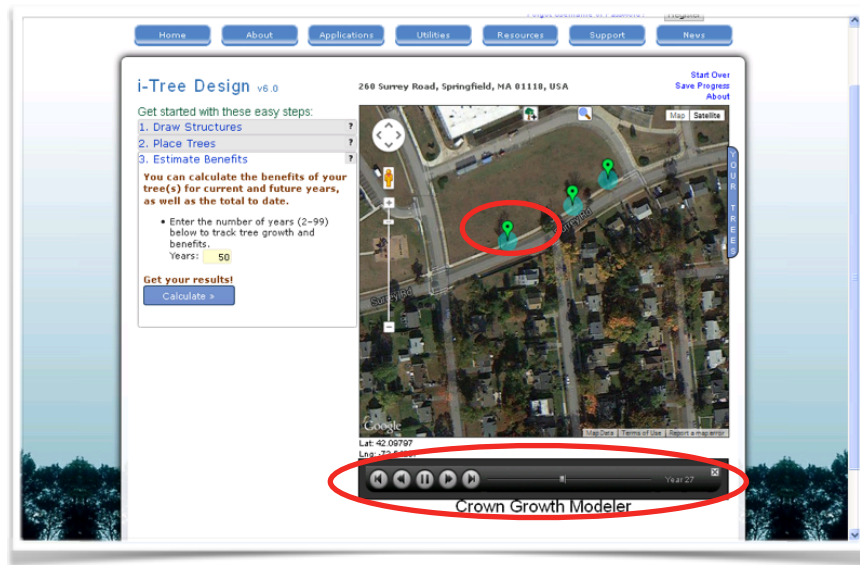 Register
Home About Applications Utilities Resources Support News
i-Tree Design v6.0
260 Surrey Road, Springfield, MA 01118, USA
Start Over
Save Progress
About
Get started with these easy steps:
1. Draw Structures ?
2. Place Trees ?
3. Estimate Benefits ?
You can calculate the benefits of your
tree(s) for current and future years,
as well as the total to date.
• Enter the number of years (2-99)
below to track tree growth and
benefits.
Years: 50
Get your results!
Calculate »
Map Satellite
YOUR TREES
Surrey Rd
Surrey Rd
Google
Map Data Terms of Use Report a map error
Lat: 42.09797
Year 27
Crown Growth Modeler